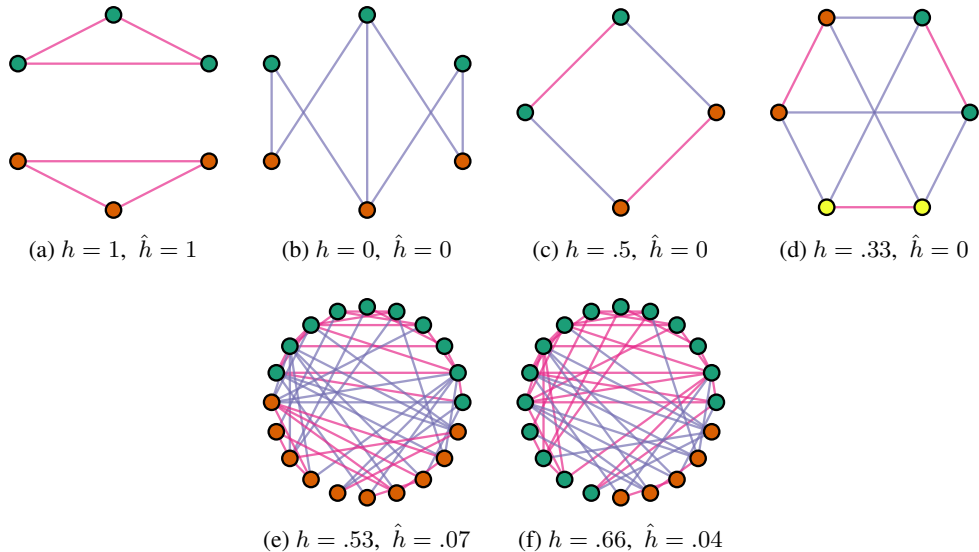 (a) h = 1, ĥ = 1
(b) h = 0, ĥ = 0
(c) h = .5, ĥ = 0
(d) h = .33, ĥ = 0
(e) h = .53, ĥ = .07
(f) h = .66, ĥ = .04